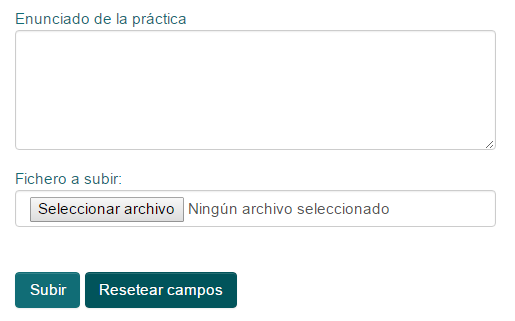 Enunciado de la práctica
Fichero a subir:
Seleccionar archivo Ningún archivo seleccionado
Subir Resetear campos